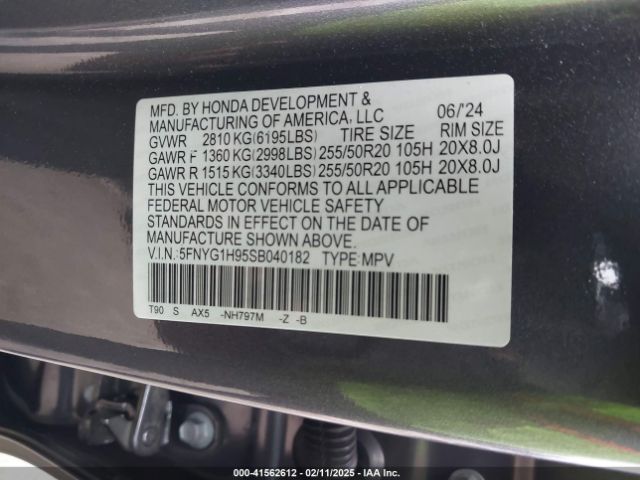 MFD. BY HONDA DEVELOPMENT &
MANUFACTURING OF AMERICA, LLC 06/'24
GVWR 2810 KG(6195LBS) TIRE SIZE RIM SIZE
GAWR F 1360 KG(2998LBS) 255/50R20 105H 20X8.0J
GAWR R 1515 KG(3340LBS) 255/50R20 105H 20X8.0J
THIS VEHICLE CONFORMS TO ALL APPLICABLE
FEDERAL MOTOR VEHICLE SAFETY
STANDARDS IN EFFECT ON THE DATE OF
MANUFACTURE SHOWN ABOVE.
V.I.N.:5FNYG1H95SB040182 TYPE:MPV
T90 S AX5 -NH797M -Z -B
000-41562612 - 02/11/2025 - IAA Inc.